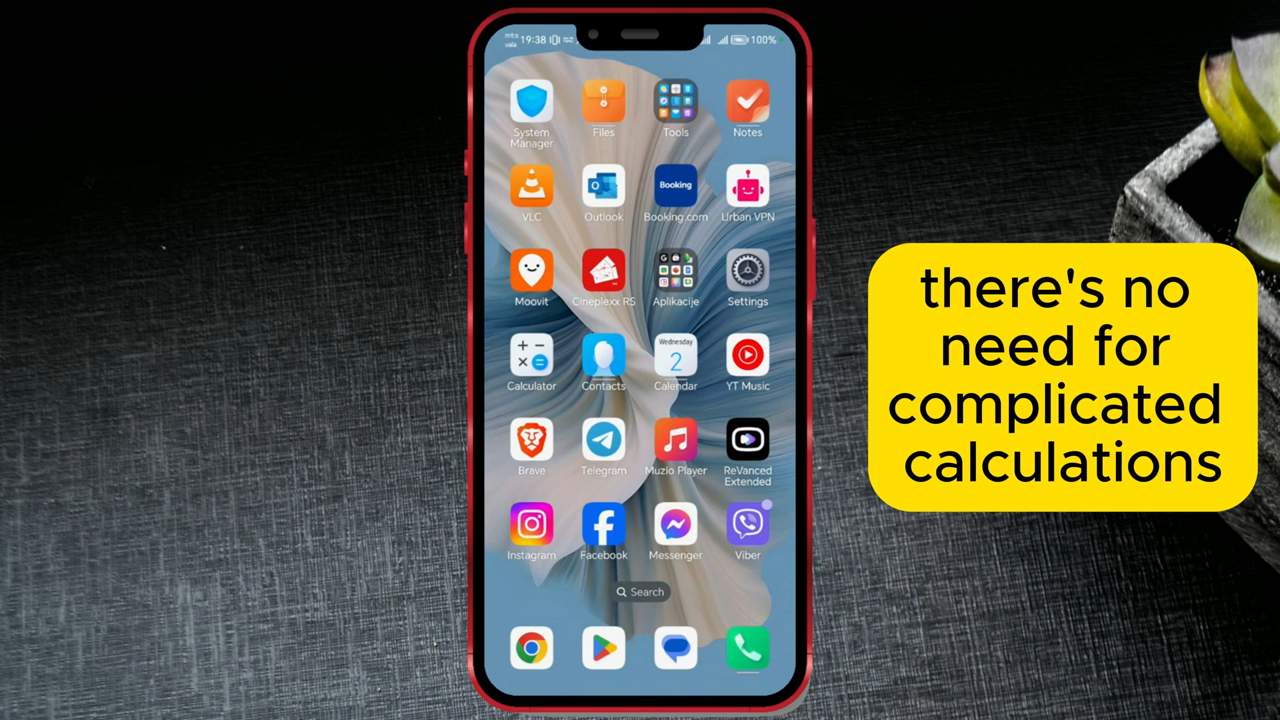 mt:s
vala
19:38
100%
System Manager
Files
Tools
Notes
VLC
Outlook
Booking
Booking.com
Urban VPN
Moovit
Cineplexx RS
Aplikacije
Settings
Calculator
Contacts
Wednesday
2
Calendar
YT Music
Brave
Telegram
Muzio Player
ReVanced Extended
Instagram
Facebook
Messenger
Viber
Search
there's no
need for
complicated
calculations